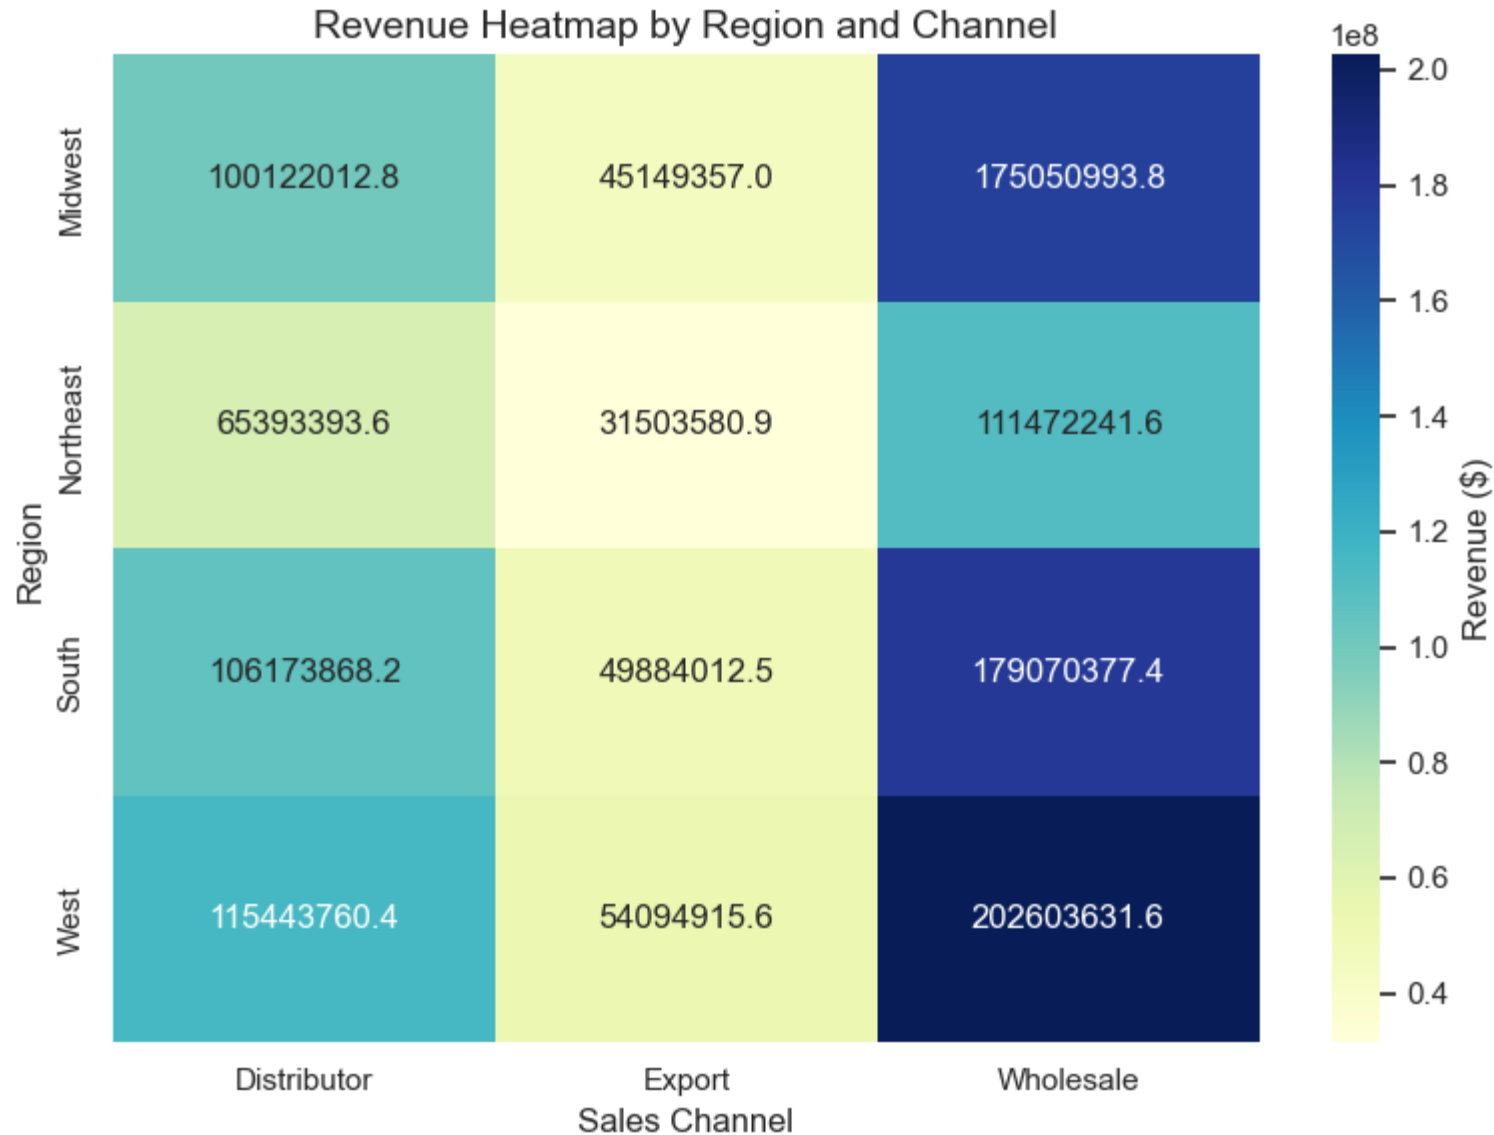 Revenue Heatmap by Region and Channel
1e8
Region
Midwest
100122012.8 45149357.0 175050993.8
Northeast
65393393.6 31503580.9 111472241.6
South
106173868.2 49884012.5 179070377.4
West
115443760.4 54094915.6 202603631.6
Distributor Export Wholesale
Sales Channel
2.0
1.8
1.6
1.4
1.2
1.0
0.8
0.6
0.4
Revenue ($)